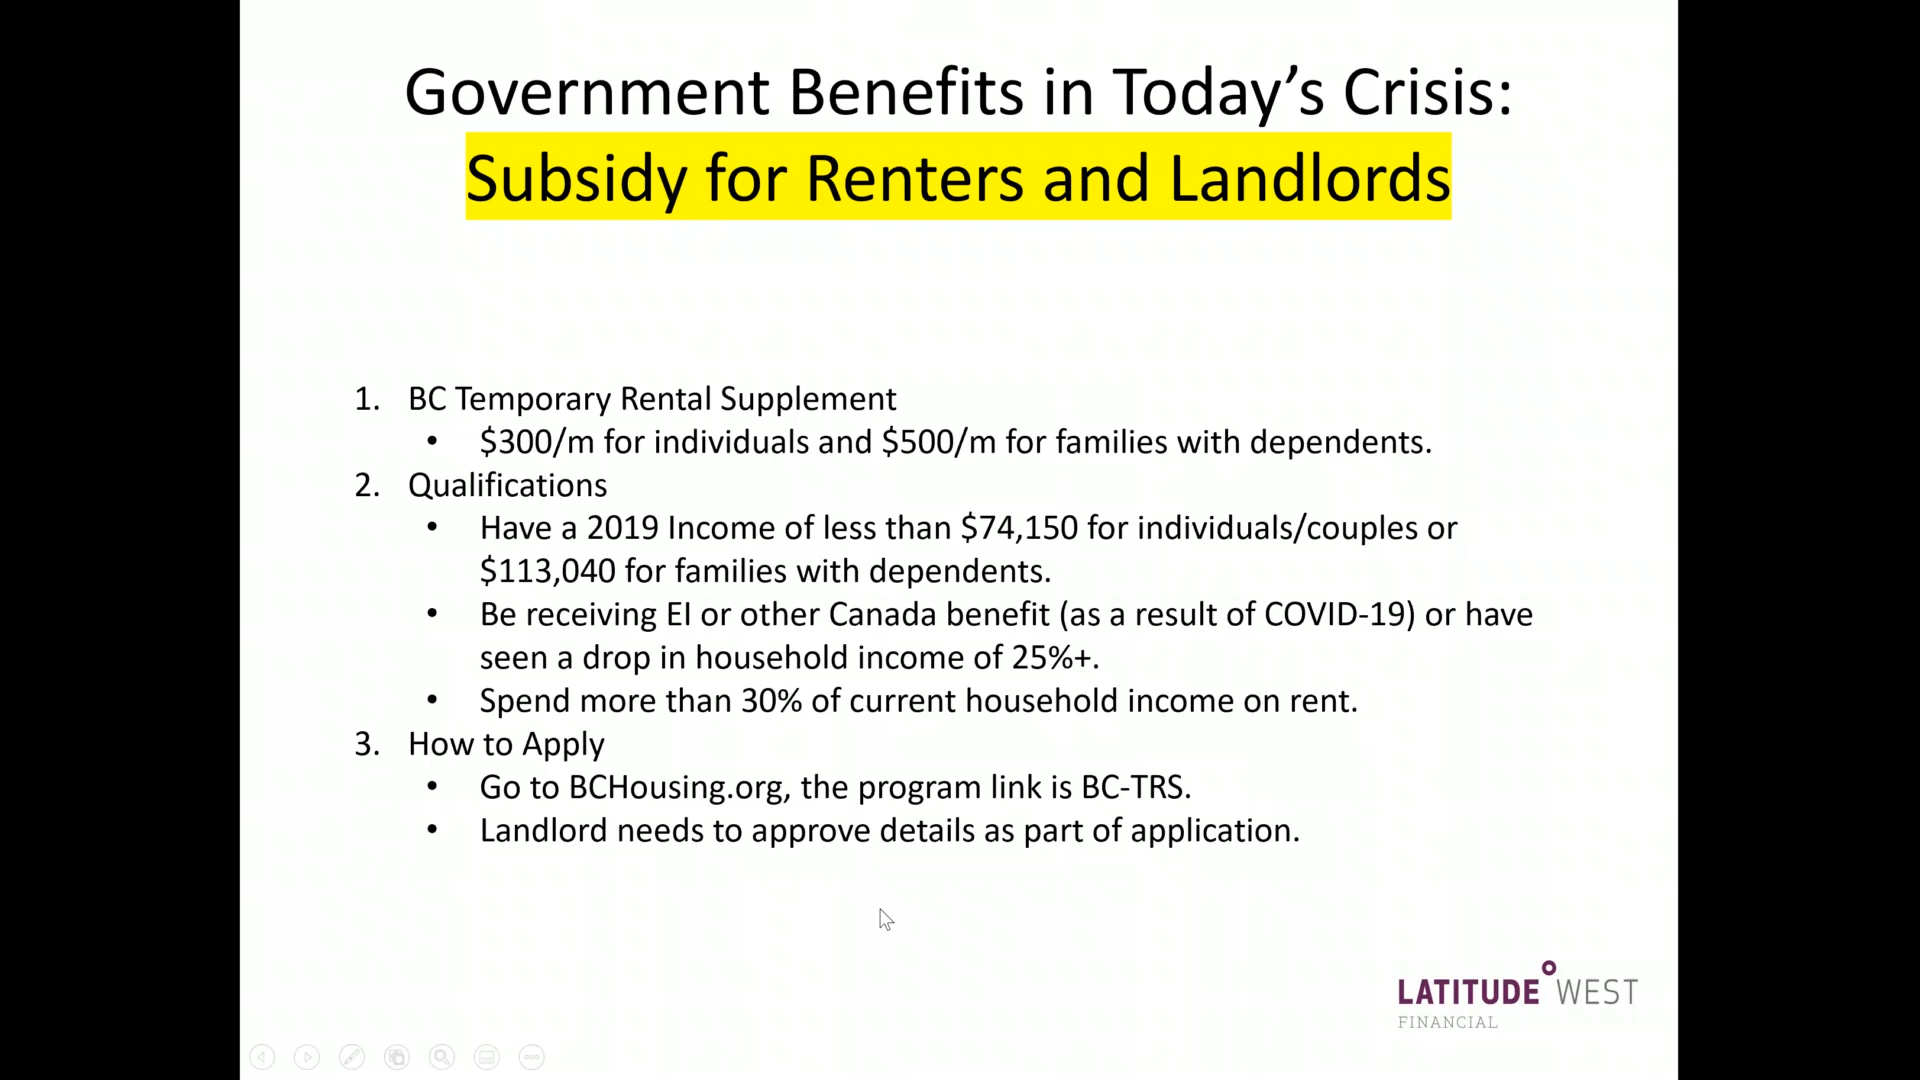 Government Benefits in Today’s Crisis:
Subsidy for Renters and Landlords
1. BC Temporary Rental Supplement
• $300/m for individuals and $500/m for families with dependents.
2. Qualifications
• Have a 2019 Income of less than $74,150 for individuals/couples or
$113,040 for families with dependents.
• Be receiving EI or other Canada benefit (as a result of COVID-19) or have
seen a drop in household income of 25%+.
• Spend more than 30% of current household income on rent.
3. How to Apply
• Go to BCHousing.org, the program link is BC-TRS.
• Landlord needs to approve details as part of application.
LATITUDE° WEST
FINANCIAL